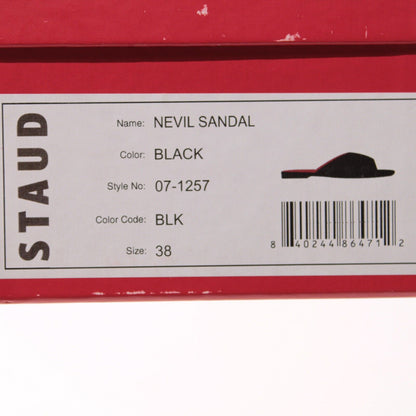 STAUD
Name: NEVIL SANDAL
Color: BLACK
Style No: 07-1257
Color Code: BLK
Size: 38
8 40244 86471 2